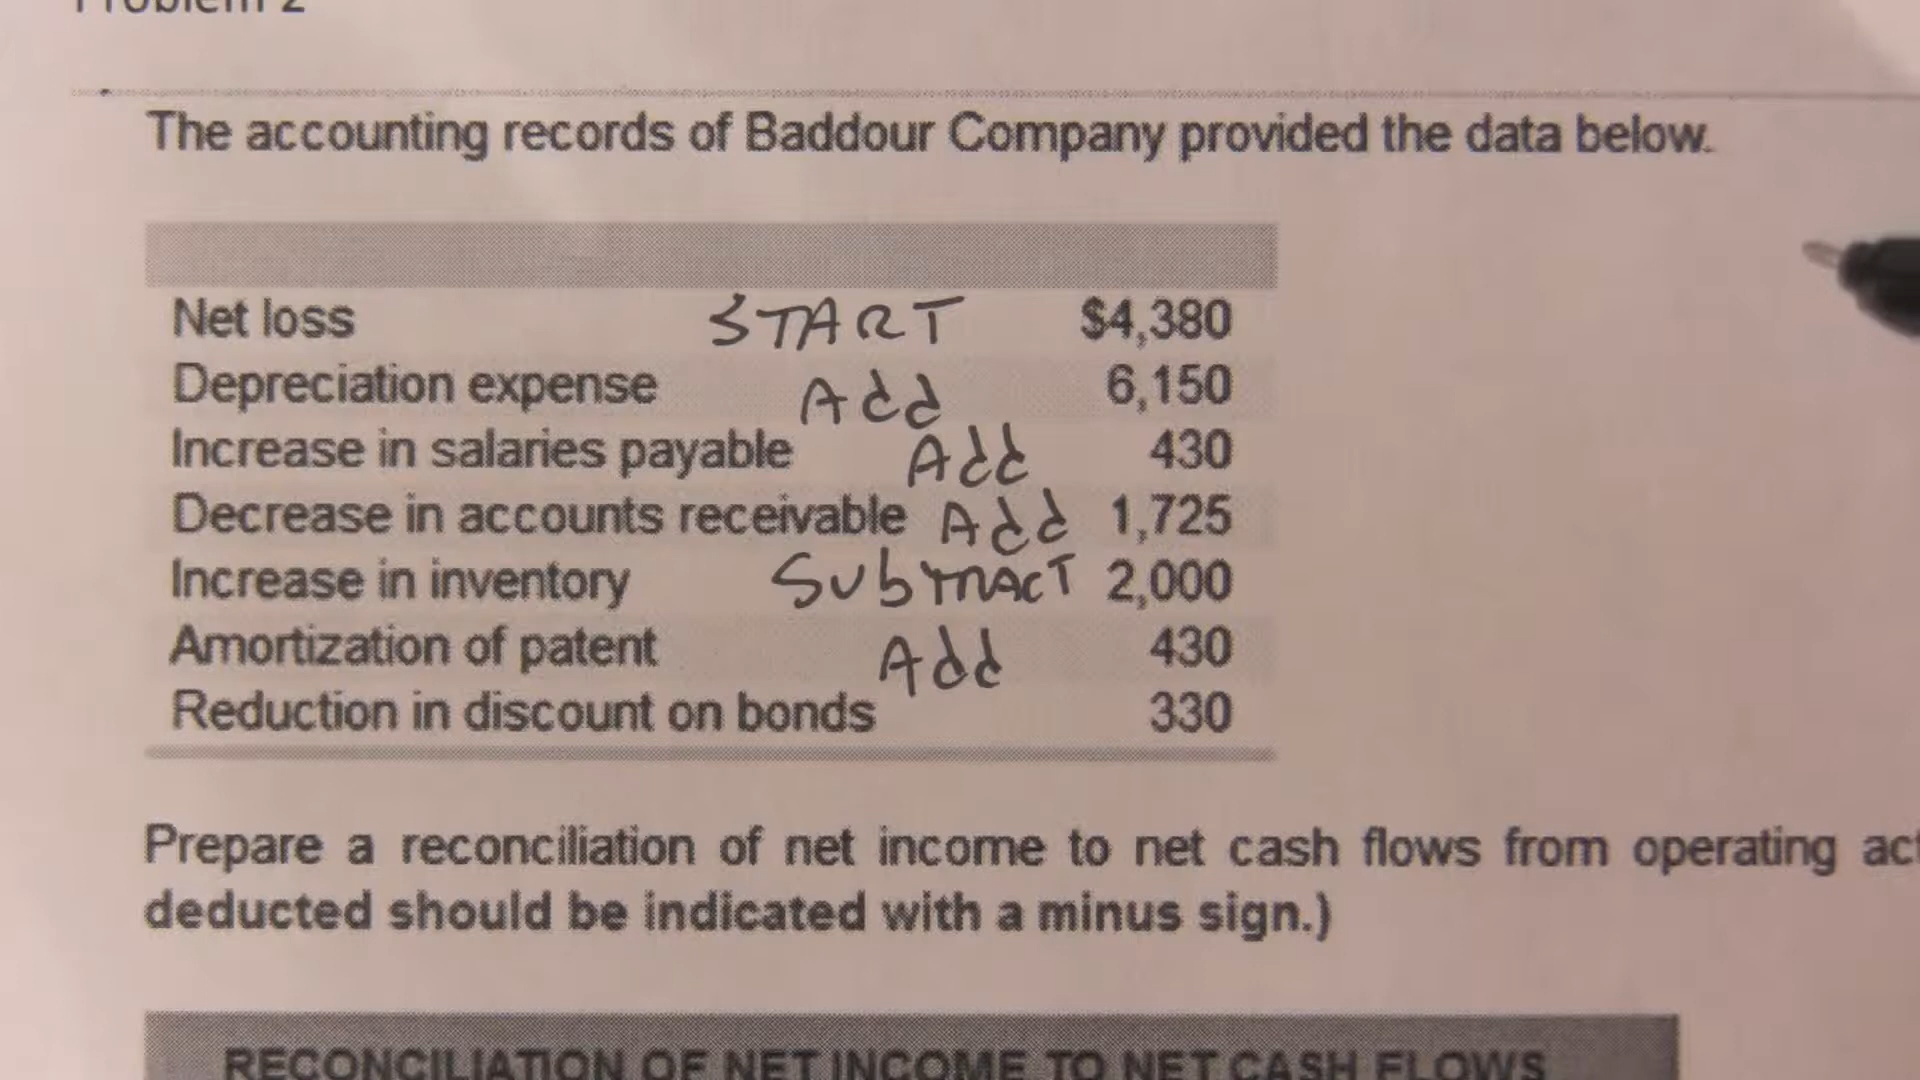 Problem 2
The accounting records of Baddour Company provided the data below.
Net loss START $4,380
Depreciation expense Add 6,150
Increase in salaries payable Add 430
Decrease in accounts receivable Add 1,725
Increase in inventory Subtract 2,000
Amortization of patent Add 430
Reduction in discount on bonds 330
Prepare a reconciliation of net income to net cash flows from operating act
deducted should be indicated with a minus sign.)
RECONCILIATION OF NET INCOME TO NET CASH FLOWS